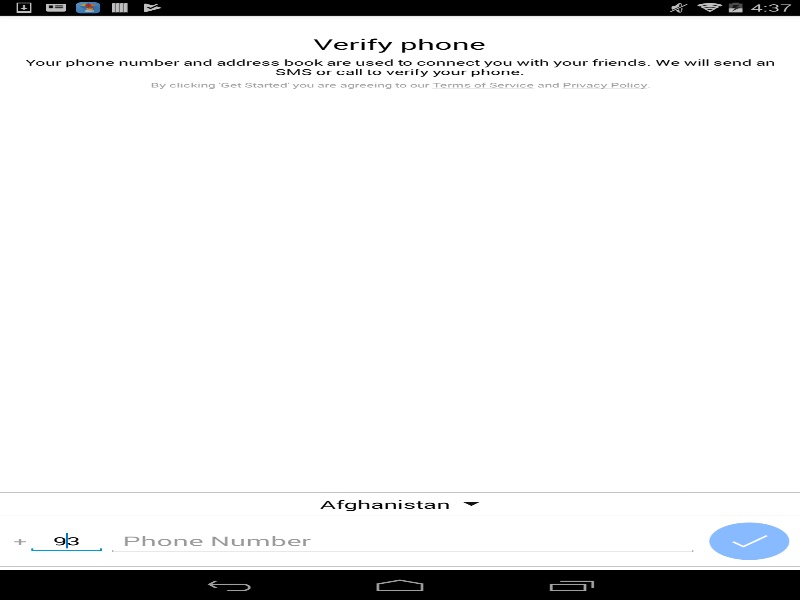 4:37
Verify phone
Your phone number and address book are used to connect you with your friends. We will send an
SMS or call to verify your phone.
By clicking 'Get Started' you are agreeing to our Terms of Service and Privacy Policy.
Afghanistan
+ 93 Phone Number